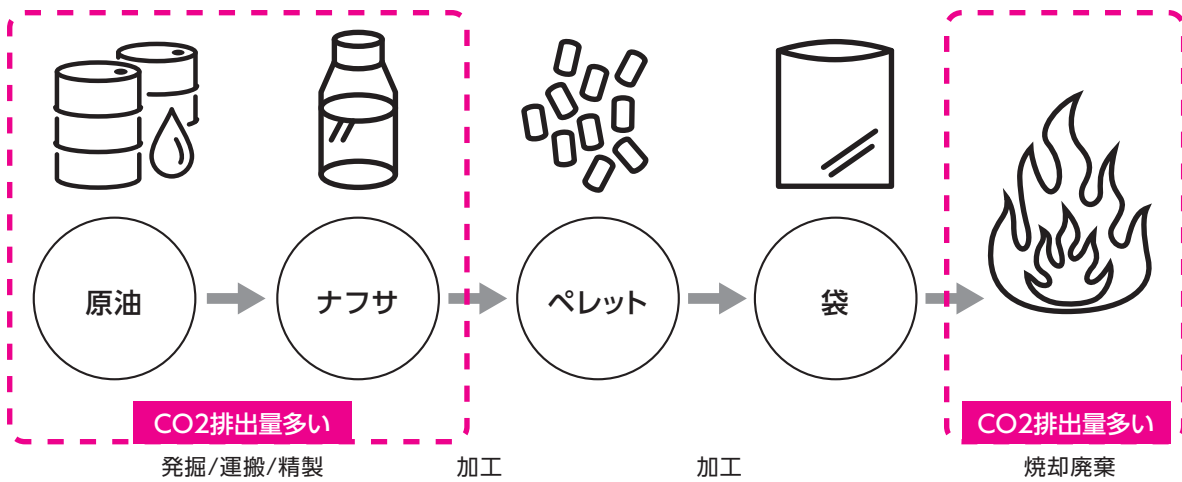 原油
ナフサ
ペレット
袋
CO2排出量多い
CO2排出量多い
発掘/運搬/精製
加工
加工
焼却廃棄